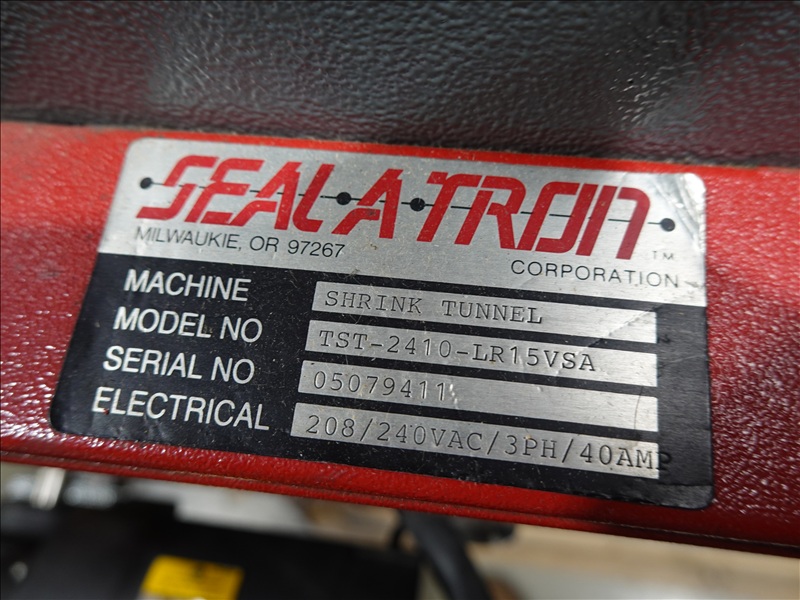 SEAL-A-TRON
MILWAUKIE, OR 97267
TM
CORPORATION
MACHINE SHRINK TUNNEL
MODEL NO TST-2410-LR15VSA
SERIAL NO 05079411
ELECTRICAL 208/240VAC/3PH/40AMP